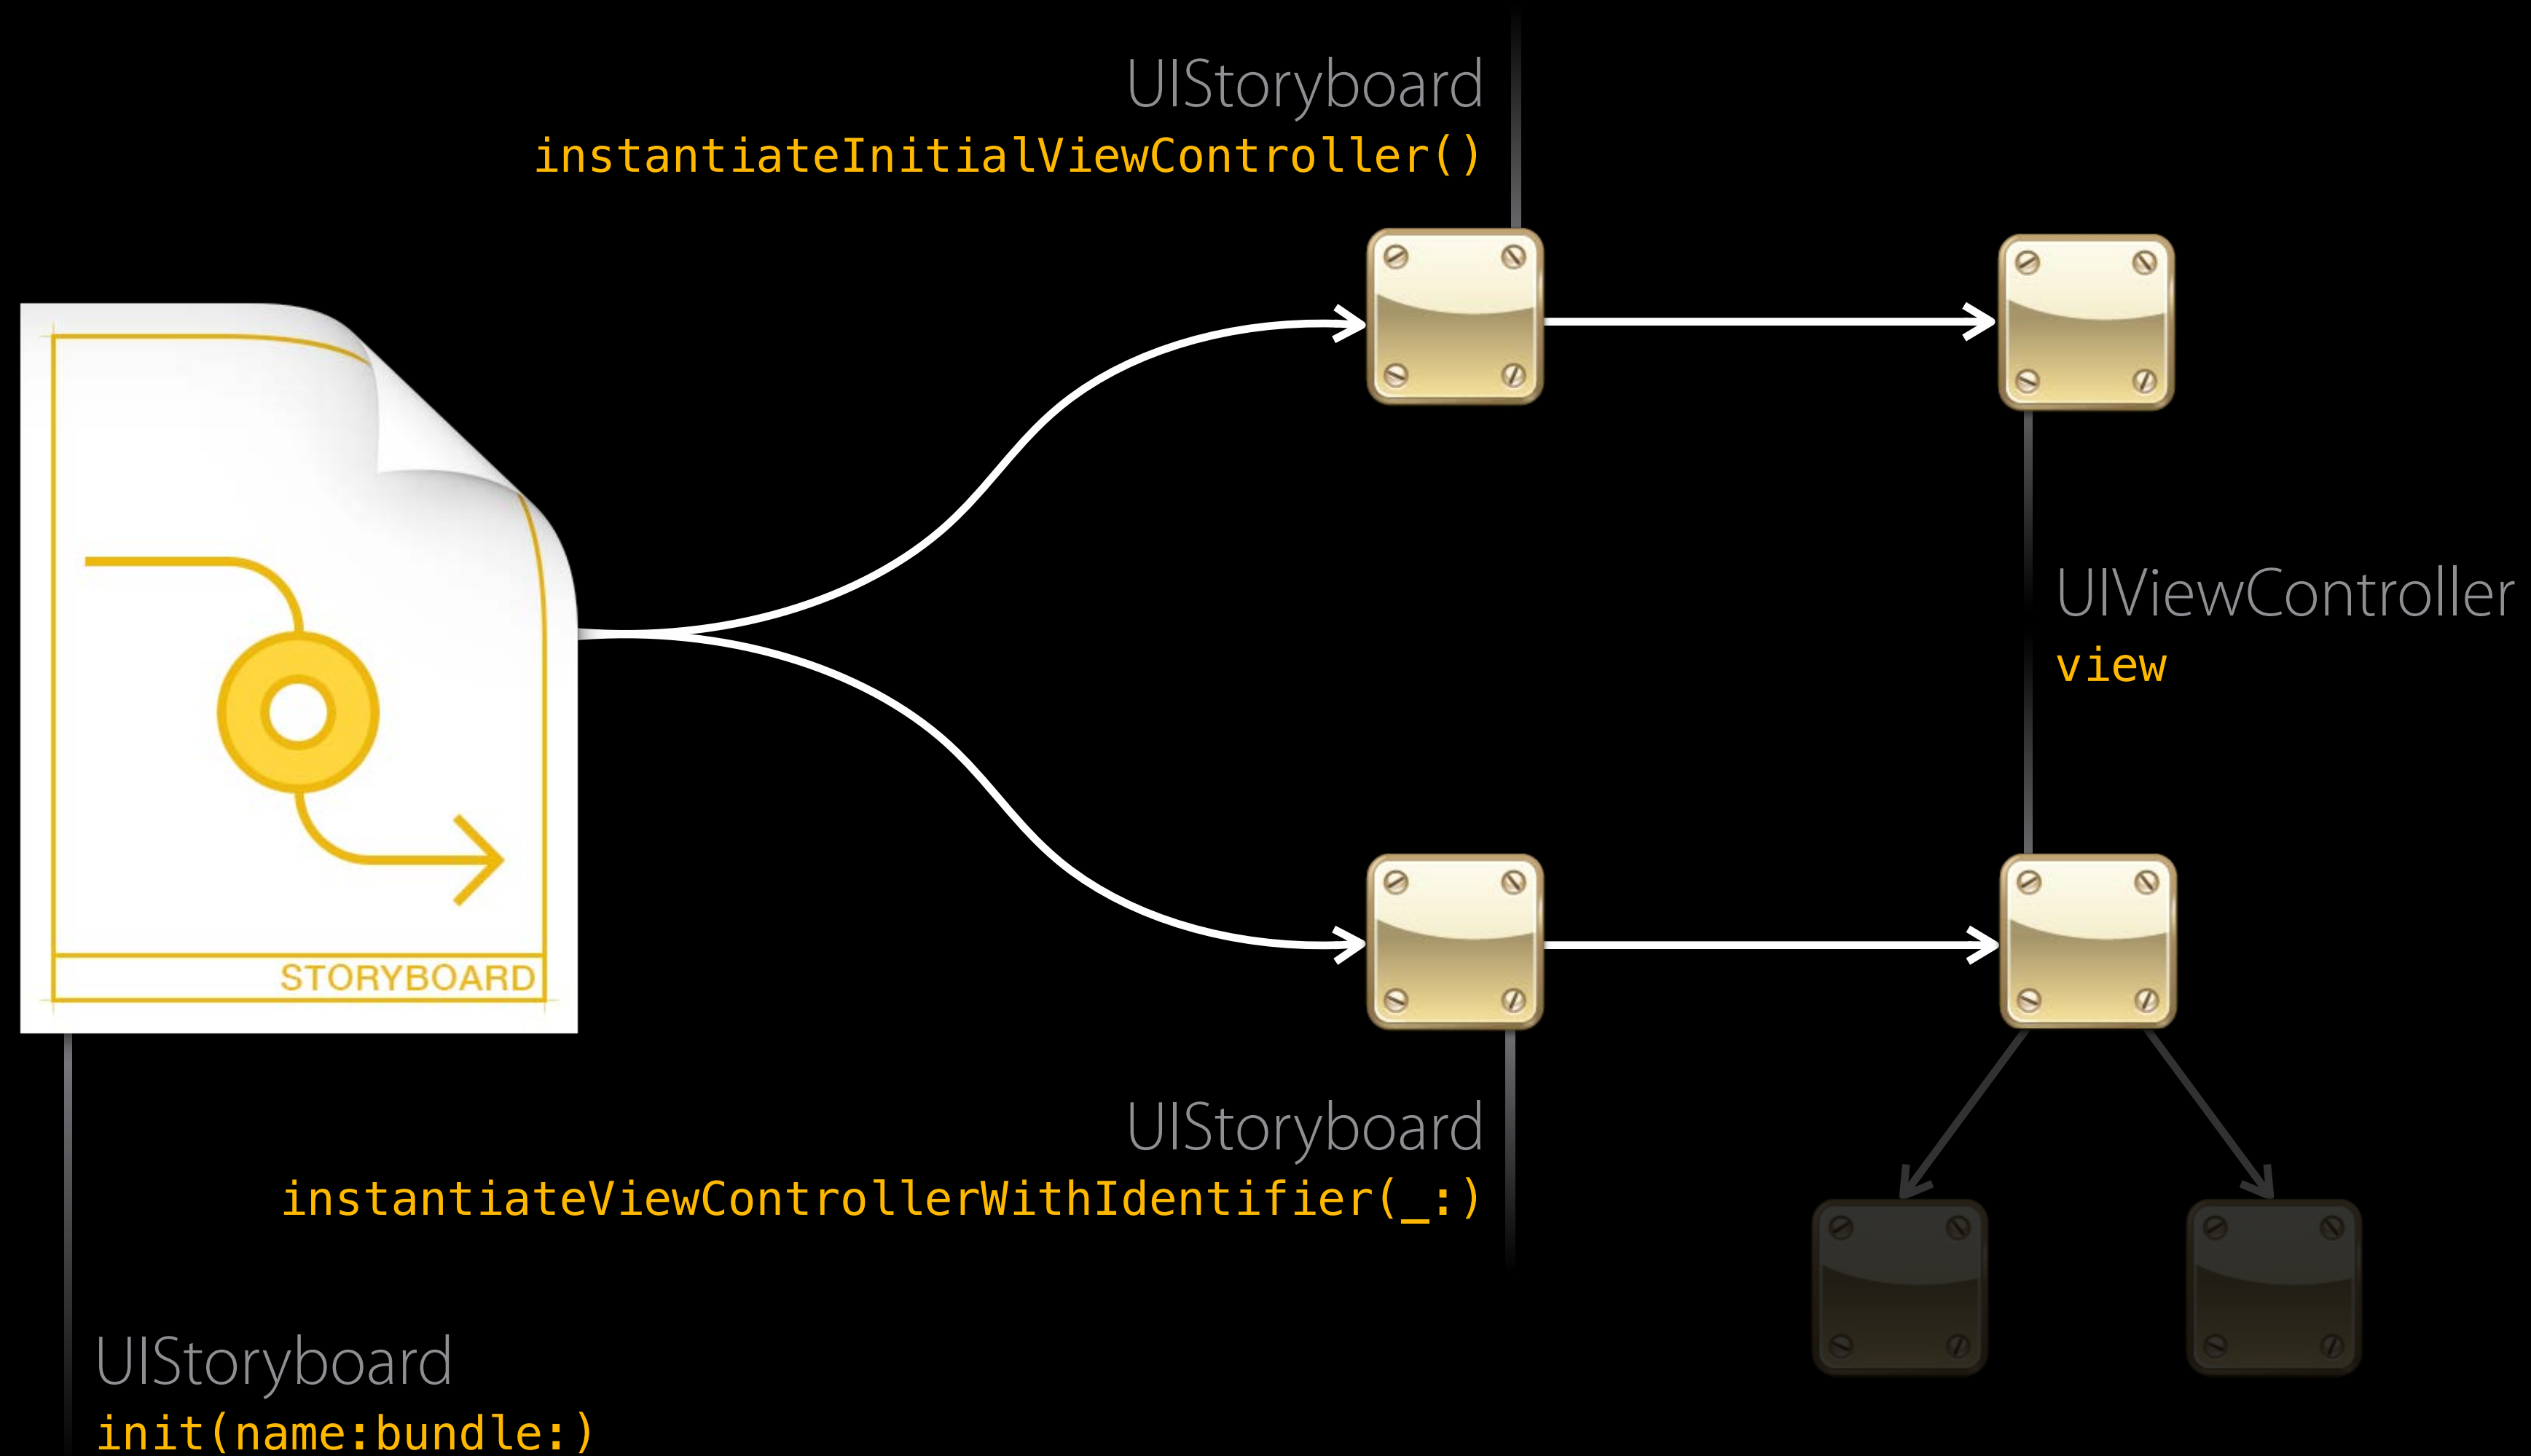 UIStoryboard
instantiateInitialViewController()
UIViewController
view
STORYBOARD
UIStoryboard
instantiateViewControllerWithIdentifier(_:)
UIStoryboard
init(name:bundle:)